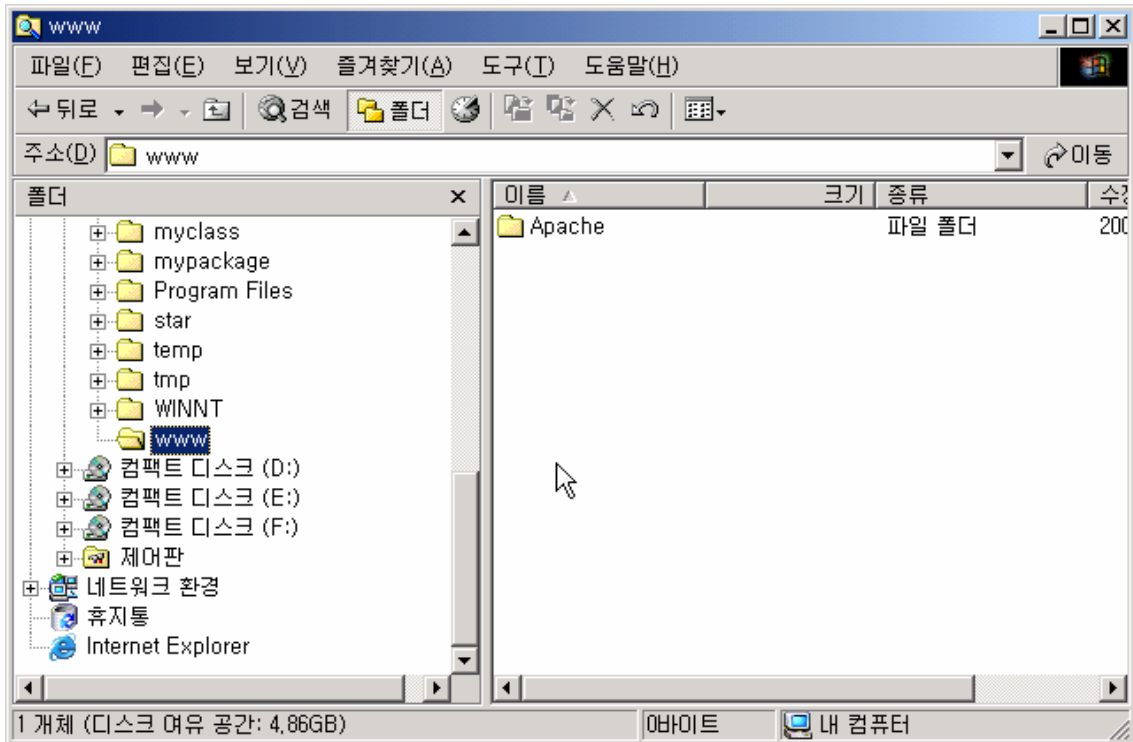 www
파일(F) 편집(E) 보기(V) 즐겨찾기(A) 도구(T) 도움말(H)
뒤로 검색 폴더
주소(D) www 이동
폴더
이름 크기 종류
myclass
mypackage
Program Files
star
temp
tmp
WINNT
www
컴팩트 디스크 (D:)
컴팩트 디스크 (E:)
컴팩트 디스크 (F:)
제어판
네트워크 환경
휴지통
Internet Explorer
Apache 파일 폴더 200
1 개체 (디스크 여유 공간: 4,86GB) 0바이트 내 컴퓨터